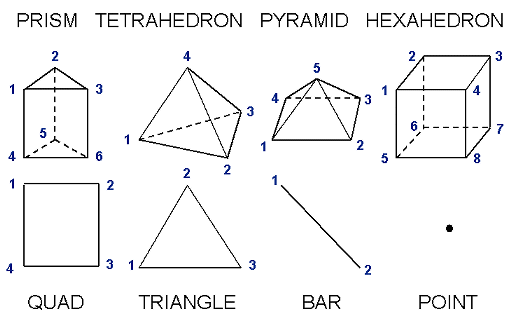 PRISM TETRAHEDRON PYRAMID HEXAHEDRON
2 4 5 2 3
1 3 4 3 1 4
5 3 6 7
4 6 1 2 1 2 5 8
1 2 2 1
4 3 1 3 2
QUAD TRIANGLE BAR POINT